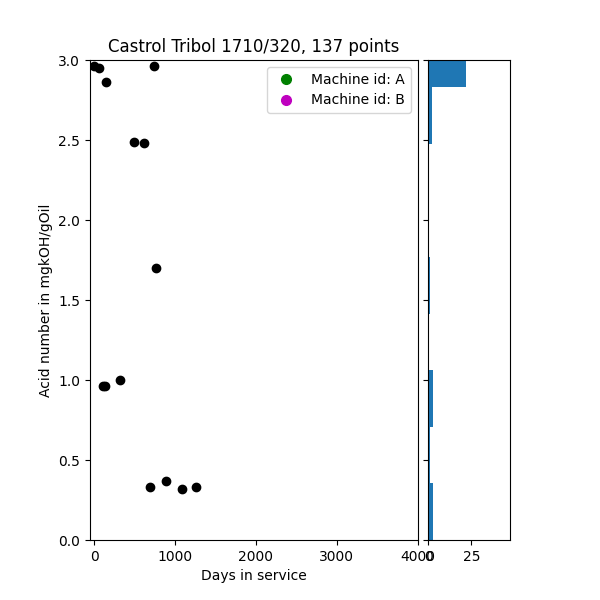 Castrol Tribol 1710/320, 137 points
Machine id: A
Machine id: B
Acid number in mgkOH/gOil
3.0
2.5
2.0
1.5
1.0
0.5
0.0
0 1000 2000 3000 4000 0 25
Days in service